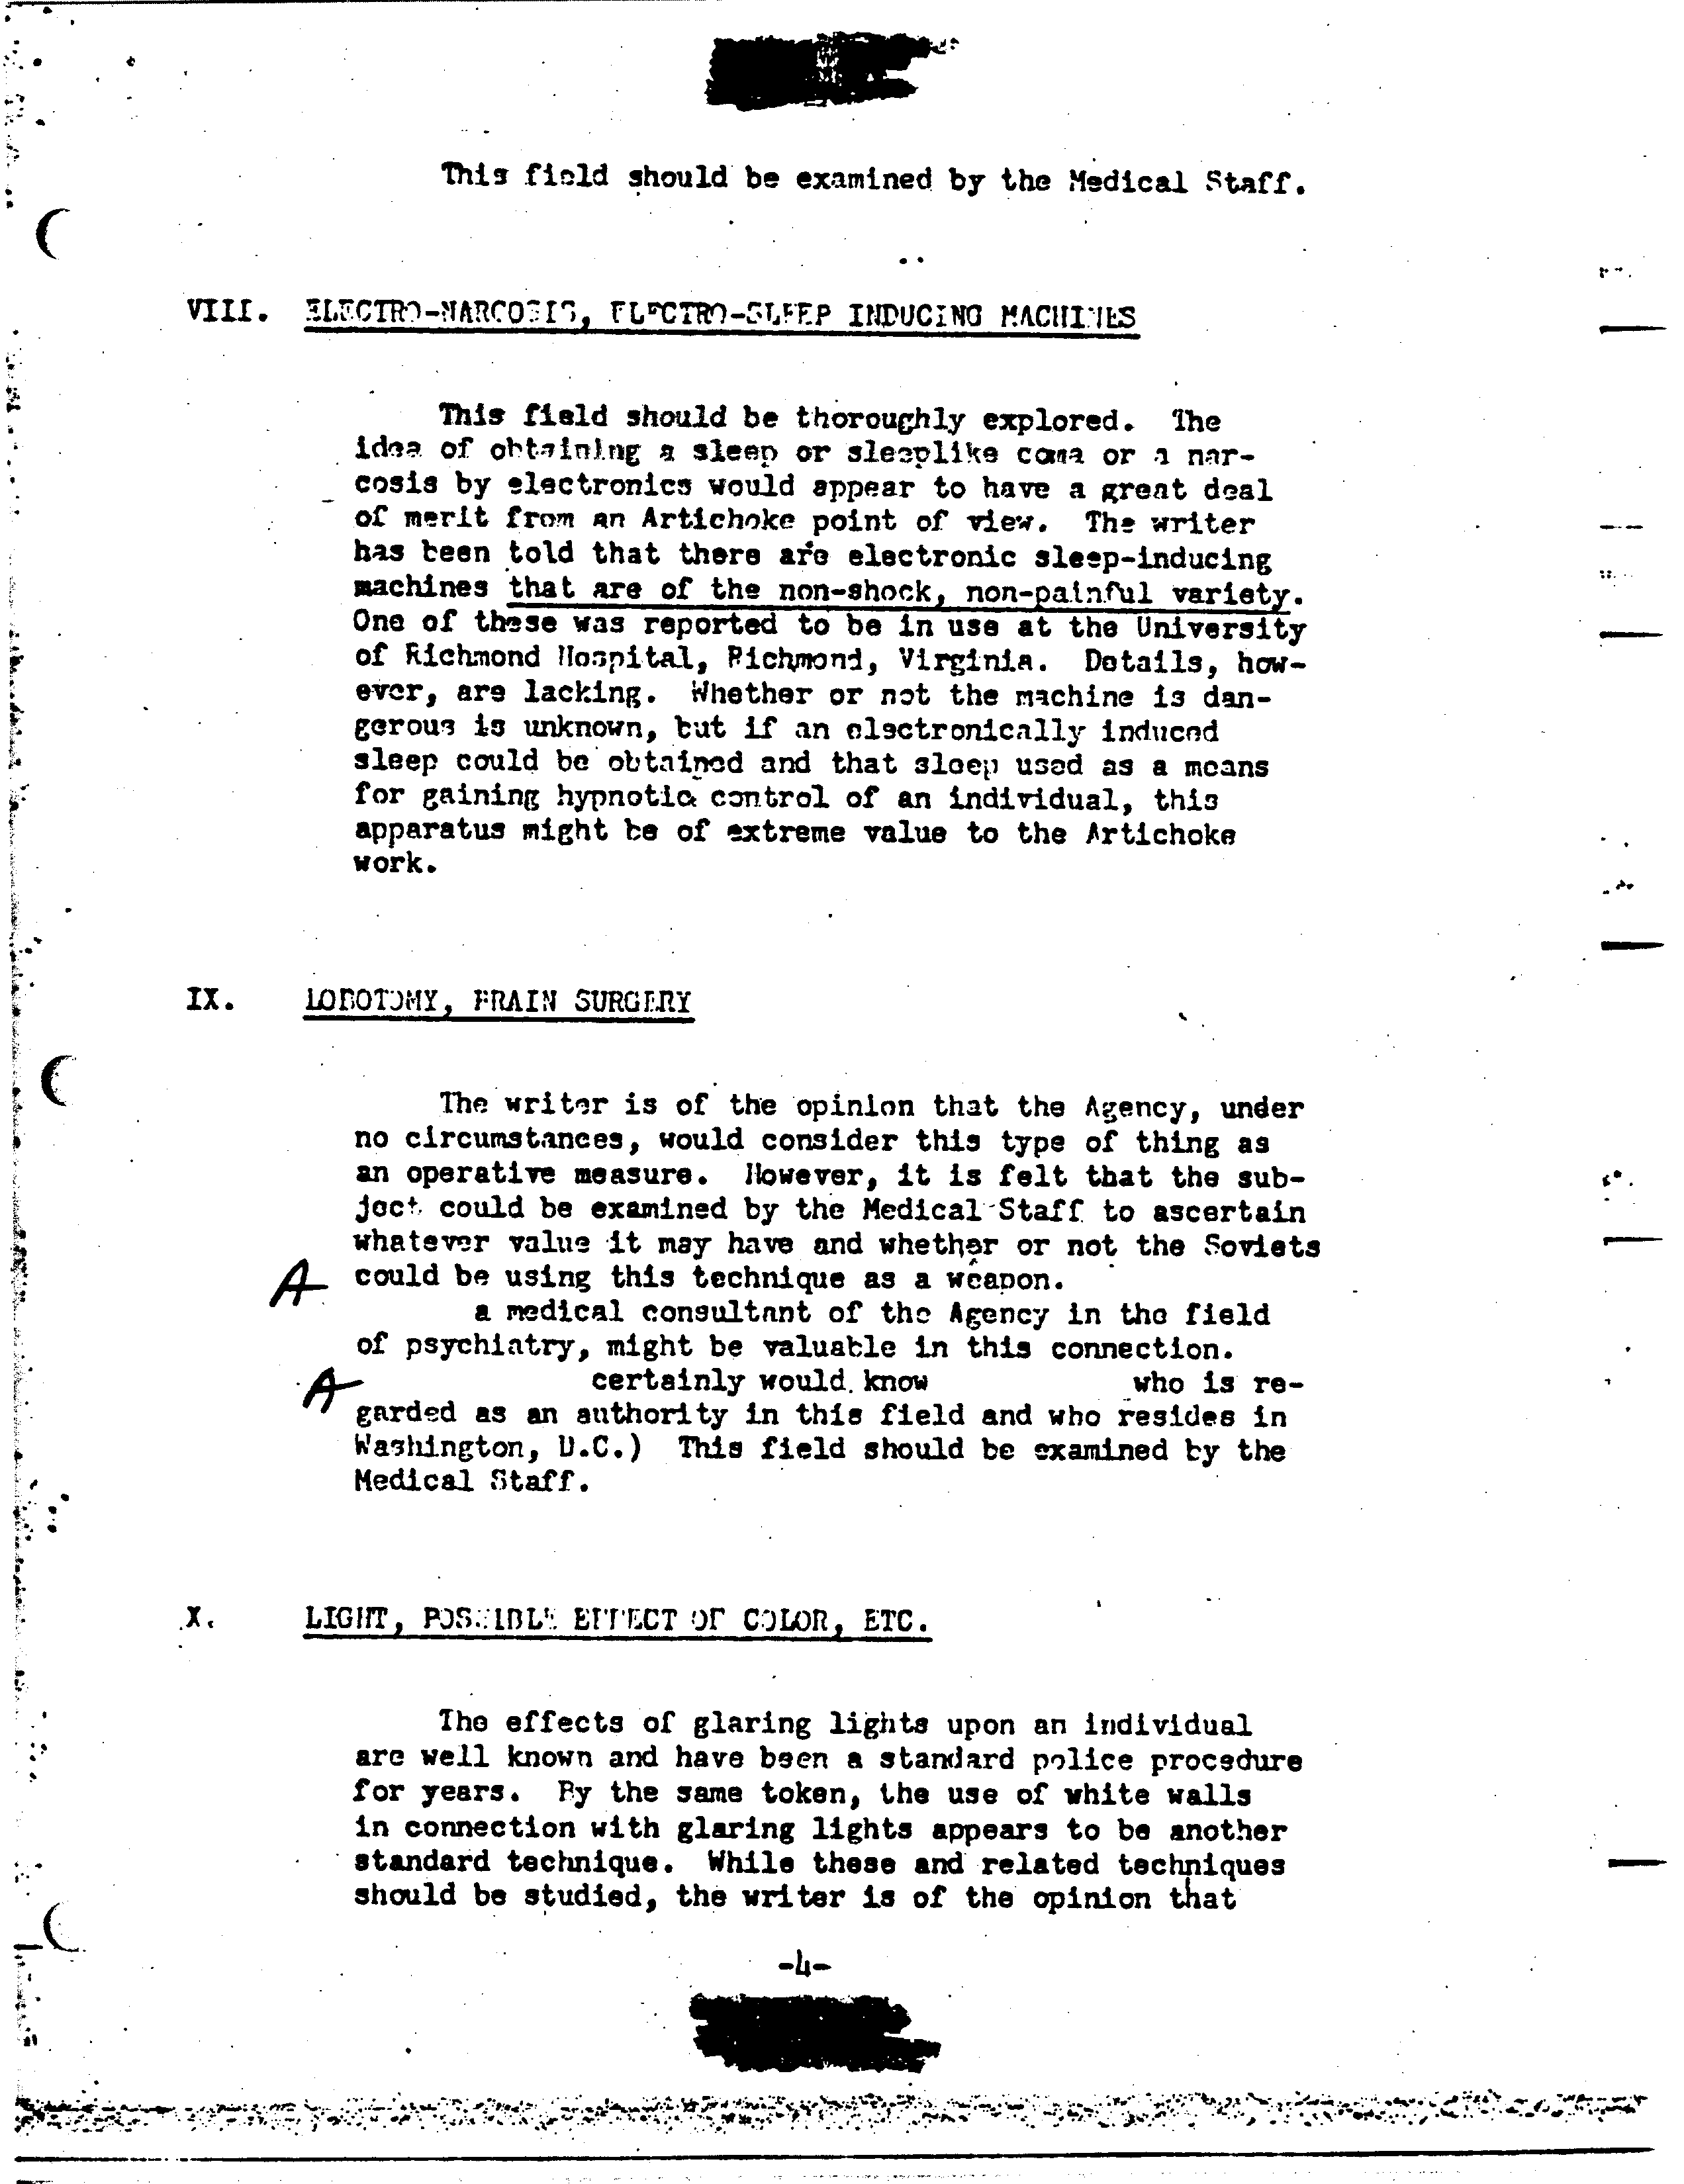 This field should be examined by the Medical Staff.
VIII. ELECTRO-NARCOSIS, ELECTRO-SLEEP INDUCING MACHINES
This field should be thoroughly explored. The
idea of obtaining a sleep or sleeplike coma or a nar-
cosis by electronics would appear to have a great deal
of merit from an Artichoke point of view. The writer
has been told that there are electronic sleep-inducing
machines that are of the non-shock, non-painful variety.
One of these was reported to be in use at the University
of Richmond Hospital, Richmond, Virginia. Details, how-
ever, are lacking. Whether or not the machine is dan-
gerous is unknown, but if an electronically induced
sleep could be obtained and that sleep used as a means
for gaining hypnotic control of an individual, this
apparatus might be of extreme value to the Artichoke
work.
IX. LOBOTOMY, BRAIN SURGERY
The writer is of the opinion that the Agency, under
no circumstances, would consider this type of thing as
an operative measure. However, it is felt that the sub-
ject could be examined by the Medical Staff to ascertain
whatever value it may have and whether or not the Soviets
A could be using this technique as a weapon.
a medical consultant of the Agency in the field
of psychiatry, might be valuable in this connection.
A certainly would know who is re-
garded as an authority in this field and who resides in
Washington, D.C.) This field should be examined by the
Medical Staff.
X. LIGHT, POSSIBLE EFFECT OF COLOR, ETC.
The effects of glaring lights upon an individual
are well known and have been a standard police procedure
for years. By the same token, the use of white walls
in connection with glaring lights appears to be another
standard technique. While these and related techniques
should be studied, the writer is of the opinion that
-4-